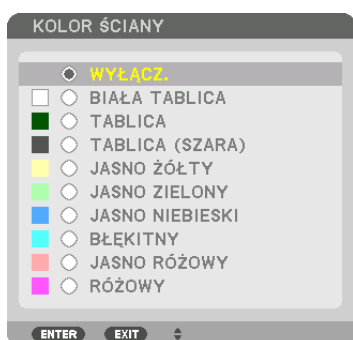 KOLOR ŚCIANY
WYŁĄCZ.
BIAŁA TABLICA
TABLICA
TABLICA (SZARA)
JASNO ŻÓŁTY
JASNO ZIELONY
JASNO NIEBIESKI
BŁĘKITNY
JASNO RÓŻOWY
RÓŻOWY
ENTER EXIT